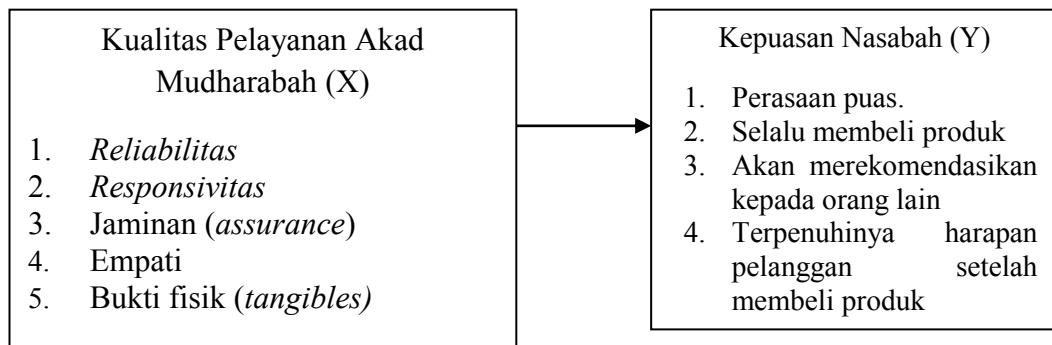 Kualitas Pelayanan Akad
Mudharabah (X)
1. Reliabilitas
2. Responsivitas
3. Jaminan (assurance)
4. Empati
5. Bukti fisik (tangibles)
Kepuasan Nasabah (Y)
1. Perasaan puas.
2. Selalu membeli produk
3. Akan merekomendasikan
kepada orang lain
4. Terpenuhinya harapan
pelanggan setelah
membeli produk